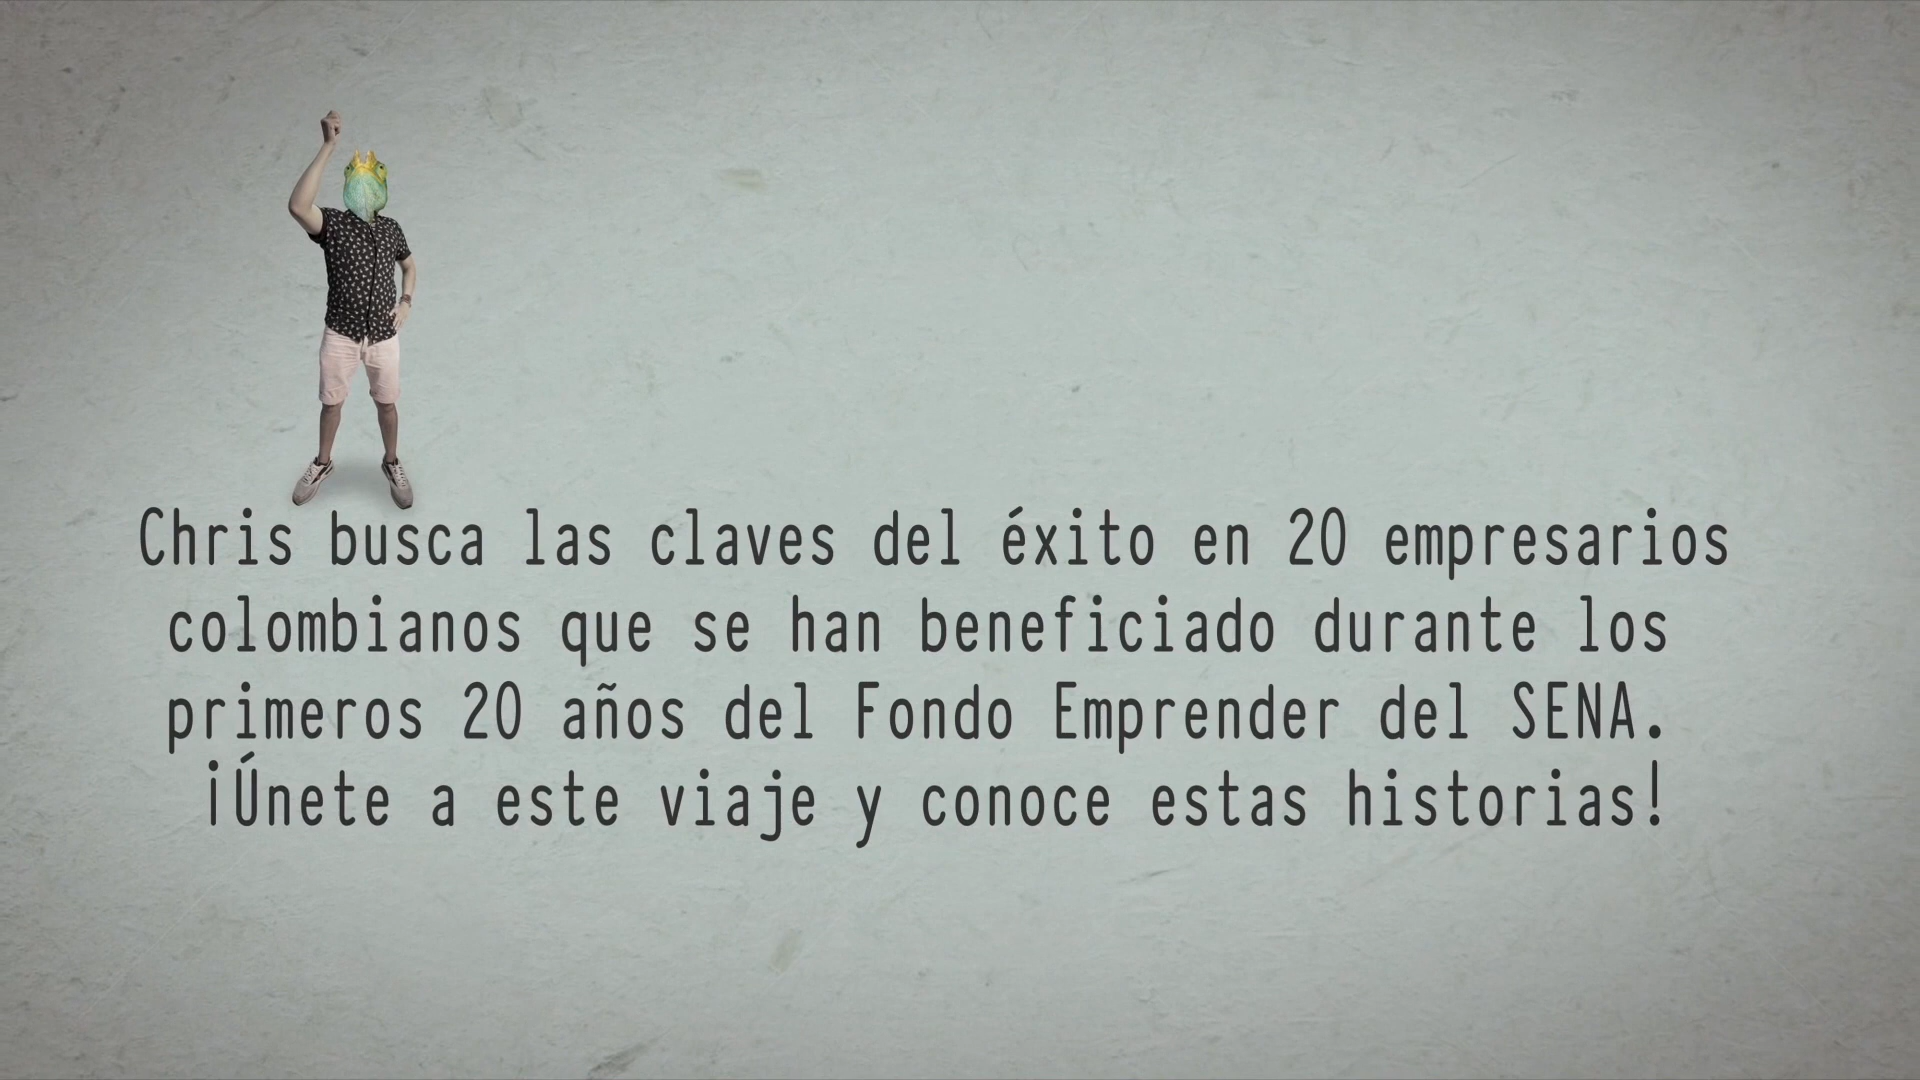 Chris busca las claves del éxito en 20 empresarios
colombianos que se han beneficiado durante los
primeros 20 años del Fondo Emprender del SENA.
¡Únete a este viaje y conoce estas historias!